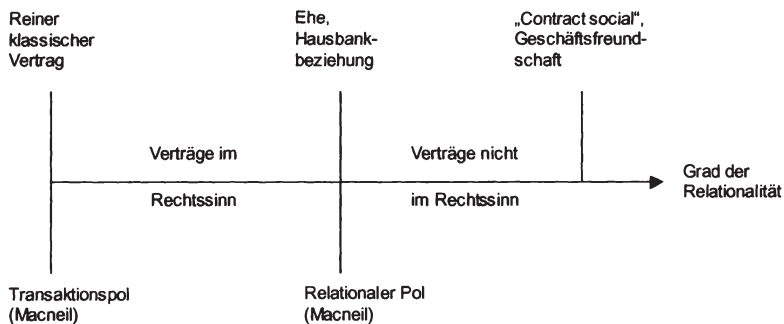 Reiner
klassischer
Vertrag
Ehe,
Hausbank-
beziehung
„Contract social“,
Geschäftsfreund-
schaft
Verträge im
Rechtssinn
Verträge nicht
im Rechtssinn
Grad der
Relationalität
Transaktionspol
(Macneil)
Relationaler Pol
(Macneil)